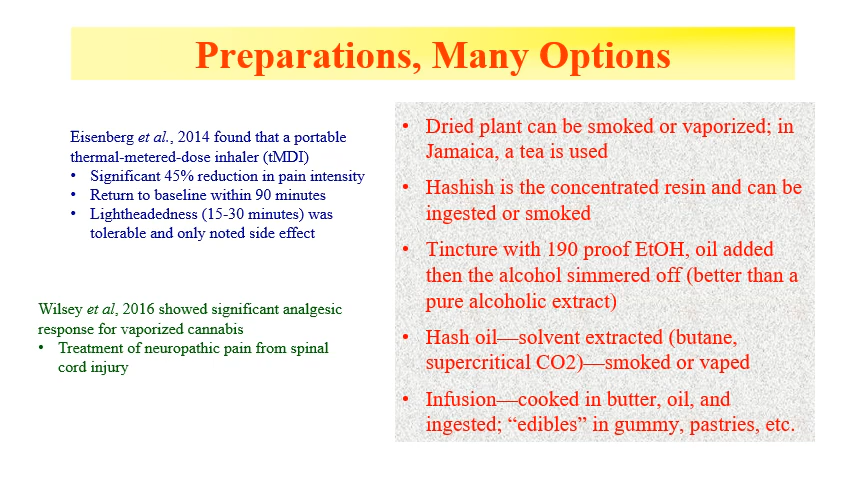 Preparations, Many Options
Eisenberg et al., 2014 found that a portable
thermal-metered-dose inhaler (tMDI)
• Significant 45% reduction in pain intensity
• Return to baseline within 90 minutes
• Lightheadedness (15-30 minutes) was
tolerable and only noted side effect
Wilsey et al, 2016 showed significant analgesic
response for vaporized cannabis
• Treatment of neuropathic pain from spinal
cord injury
• Dried plant can be smoked or vaporized; in
Jamaica, a tea is used
• Hashish is the concentrated resin and can be
ingested or smoked
• Tincture with 190 proof EtOH, oil added
then the alcohol simmered off (better than a
pure alcoholic extract)
• Hash oil—solvent extracted (butane,
supercritical CO2)—smoked or vaped
• Infusion—cooked in butter, oil, and
ingested; “edibles” in gummy, pastries, etc.